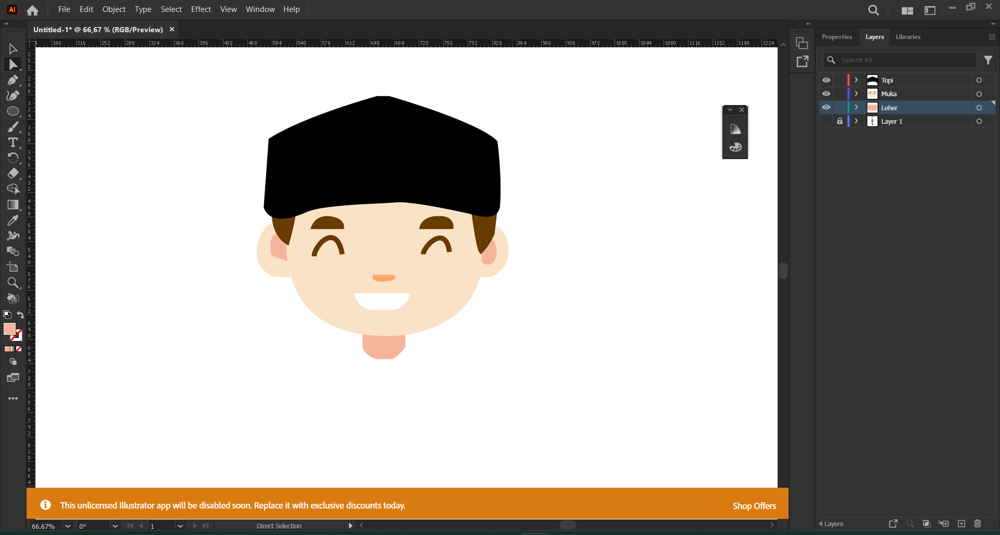 Ai File Edit Object Type Select Effect View Window Help
Untitled-1* @ 66,67 % (RGB/Preview)
180 216 252 288 324 360 396 432 468 504 540 576 612 648 684 720 756 792 828 864 900 936 972 1008 1044 1080 1116 1152 1188 1224
Properties Layers Libraries
Search All
Topi
Muka
Leher
Layer 1
This unlicensed Illustrator app will be disabled soon. Replace it with exclusive discounts today.
Shop Offers
66,67% 0° 1 Direct Selection
4 Layers